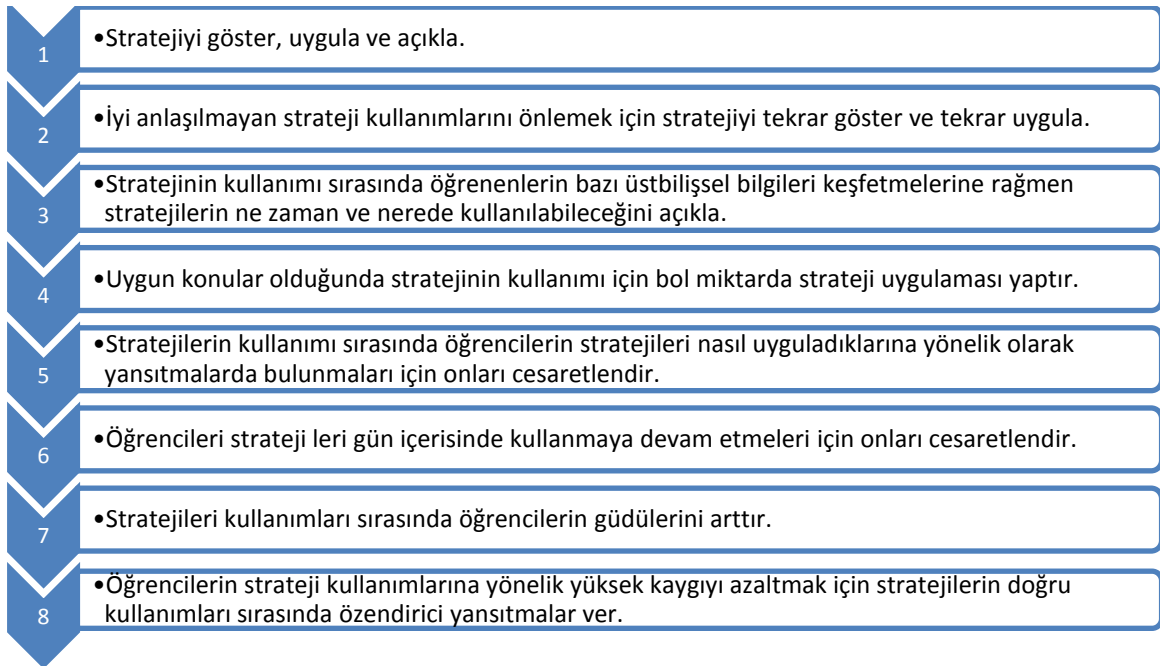 1
•Stratejiyi göster, uygula ve açıkla.
2
•İyi anlaşılmayan strateji kullanımlarını önlemek için stratejiyi tekrar göster ve tekrar uygula.
3
•Stratejinin kullanımı sırasında öğrenenlerin bazı üstbilişsel bilgileri keşfetmelerine rağmen
stratejilerin ne zaman ve nerede kullanılabileceğini açıkla.
4
•Uygun konular olduğunda stratejinin kullanımı için bol miktarda strateji uygulaması yaptır.
5
•Stratejilerin kullanımı sırasında öğrencilerin stratejileri nasıl uyguladıklarına yönelik olarak
yansıtmalarda bulunmaları için onları cesaretlendir.
6
•Öğrencileri strateji leri gün içerisinde kullanmaya devam etmeleri için onları cesaretlendir.
7
•Stratejileri kullanımları sırasında öğrencilerin güdülerini arttır.
8
•Öğrencilerin strateji kullanımlarına yönelik yüksek kaygıyı azaltmak için stratejilerin doğru
kullanımları sırasında özendirici yansıtmalar ver.